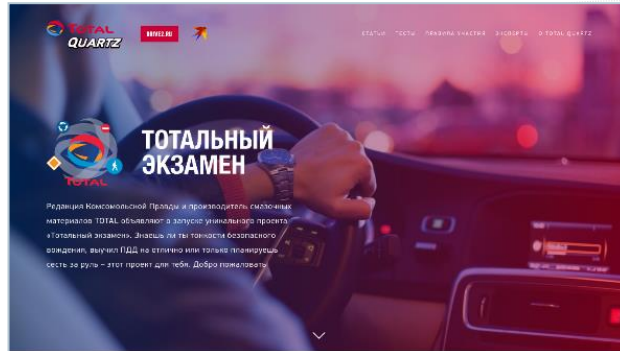 TOTAL
QUARTZ
DRIVE2.RU
СТАТЬИ ТЕСТЫ ПРАВИЛА УЧАСТИЯ ЭКСПЕРТЫ О TOTAL QUARTZ
TOTAL
ТОТАЛЬНЫЙ
ЭКЗАМЕН
Редакция Комсомольской Правды и производитель смазочных
материалов TOTAL объявляют о запуске уникального проекта
«Тотальный экзамен». Знаешь ли ты тонкости безопасного
вождения, выучил ПДД на отлично или только планируешь
сесть за руль – этот проект для тебя. Добро пожаловать